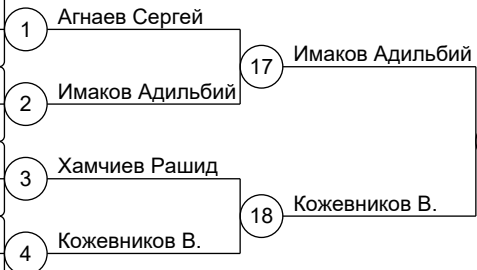 1 Агнаев Сергей
17 Имаков Адильбий
2 Имаков Адильбий
3 Хамчиев Рашид
18 Кожевников В.
4 Кожевников В.